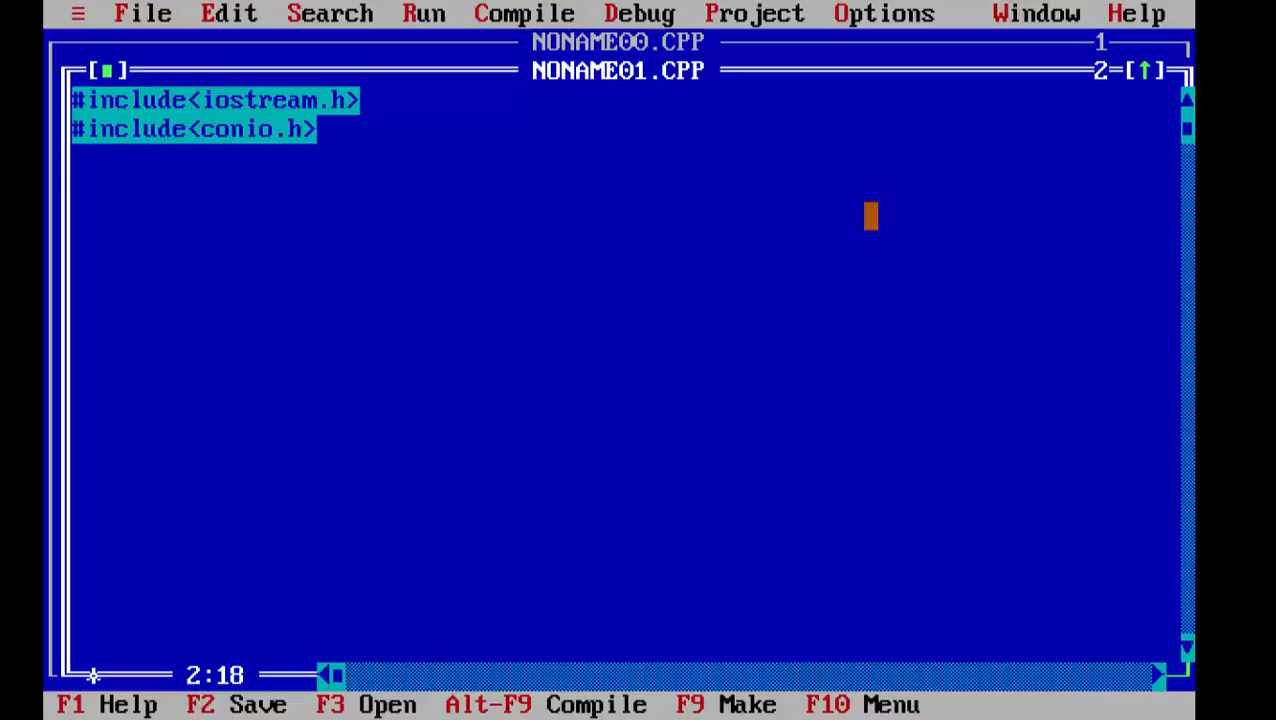 ≡ File Edit Search Run Compile Debug Project Options Window Help
NONAME00.CPP 1
[■] NONAME01.CPP 2=[↑]
#include<iostream.h>
#include<conio.h>
2:18
F1 Help F2 Save F3 Open Alt-F9 Compile F9 Make F10 Menu